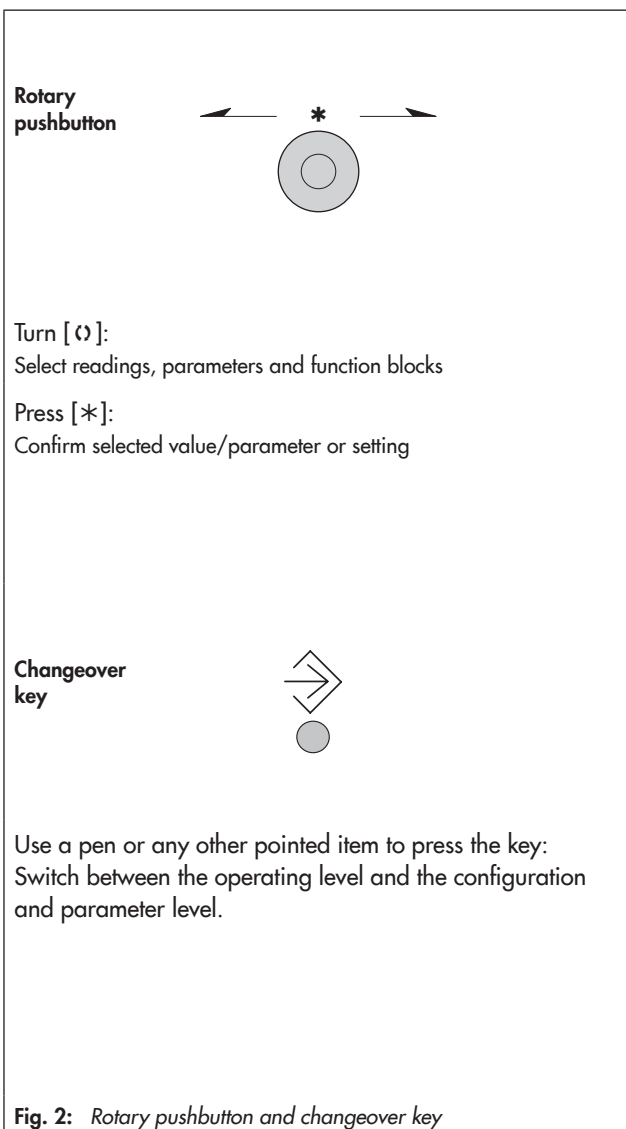 Rotary
pushbutton
*
Turn [⟲]:
Select readings, parameters and function blocks
Press [*]:
Confirm selected value/parameter or setting
Changeover
key
Use a pen or any other pointed item to press the key:
Switch between the operating level and the configuration
and parameter level.
Fig. 2: Rotary pushbutton and changeover key